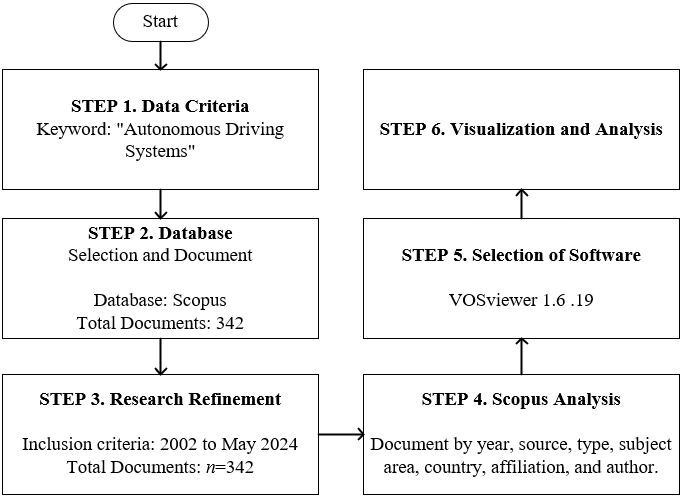 Start
STEP 1. Data Criteria
Keyword: "Autonomous Driving
Systems"
STEP 2. Database
Selection and Document
Database: Scopus
Total Documents: 342
STEP 3. Research Refinement
Inclusion criteria: 2002 to May 2024
Total Documents: n=342
STEP 4. Scopus Analysis
Document by year, source, type, subject
area, country, affiliation, and author.
STEP 5. Selection of Software
VOSviewer 1.6 .19
STEP 6. Visualization and Analysis